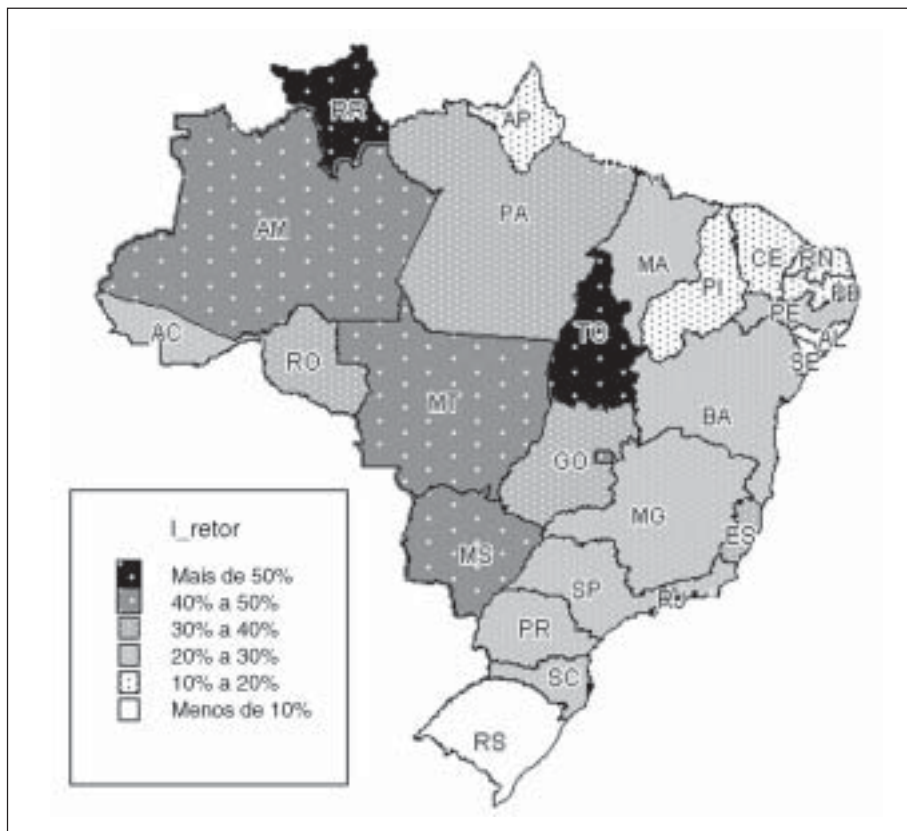 RR
AP
AM
PA
MA
CE
RN
PI
PB
PE
AC
TO
AL
RO
SE
MT
BA
GO
MG
ES
MS
SP
RJ
PR
SC
RS
I_retor
Mais de 50%
40% a 50%
30% a 40%
20% a 30%
10% a 20%
Menos de 10%